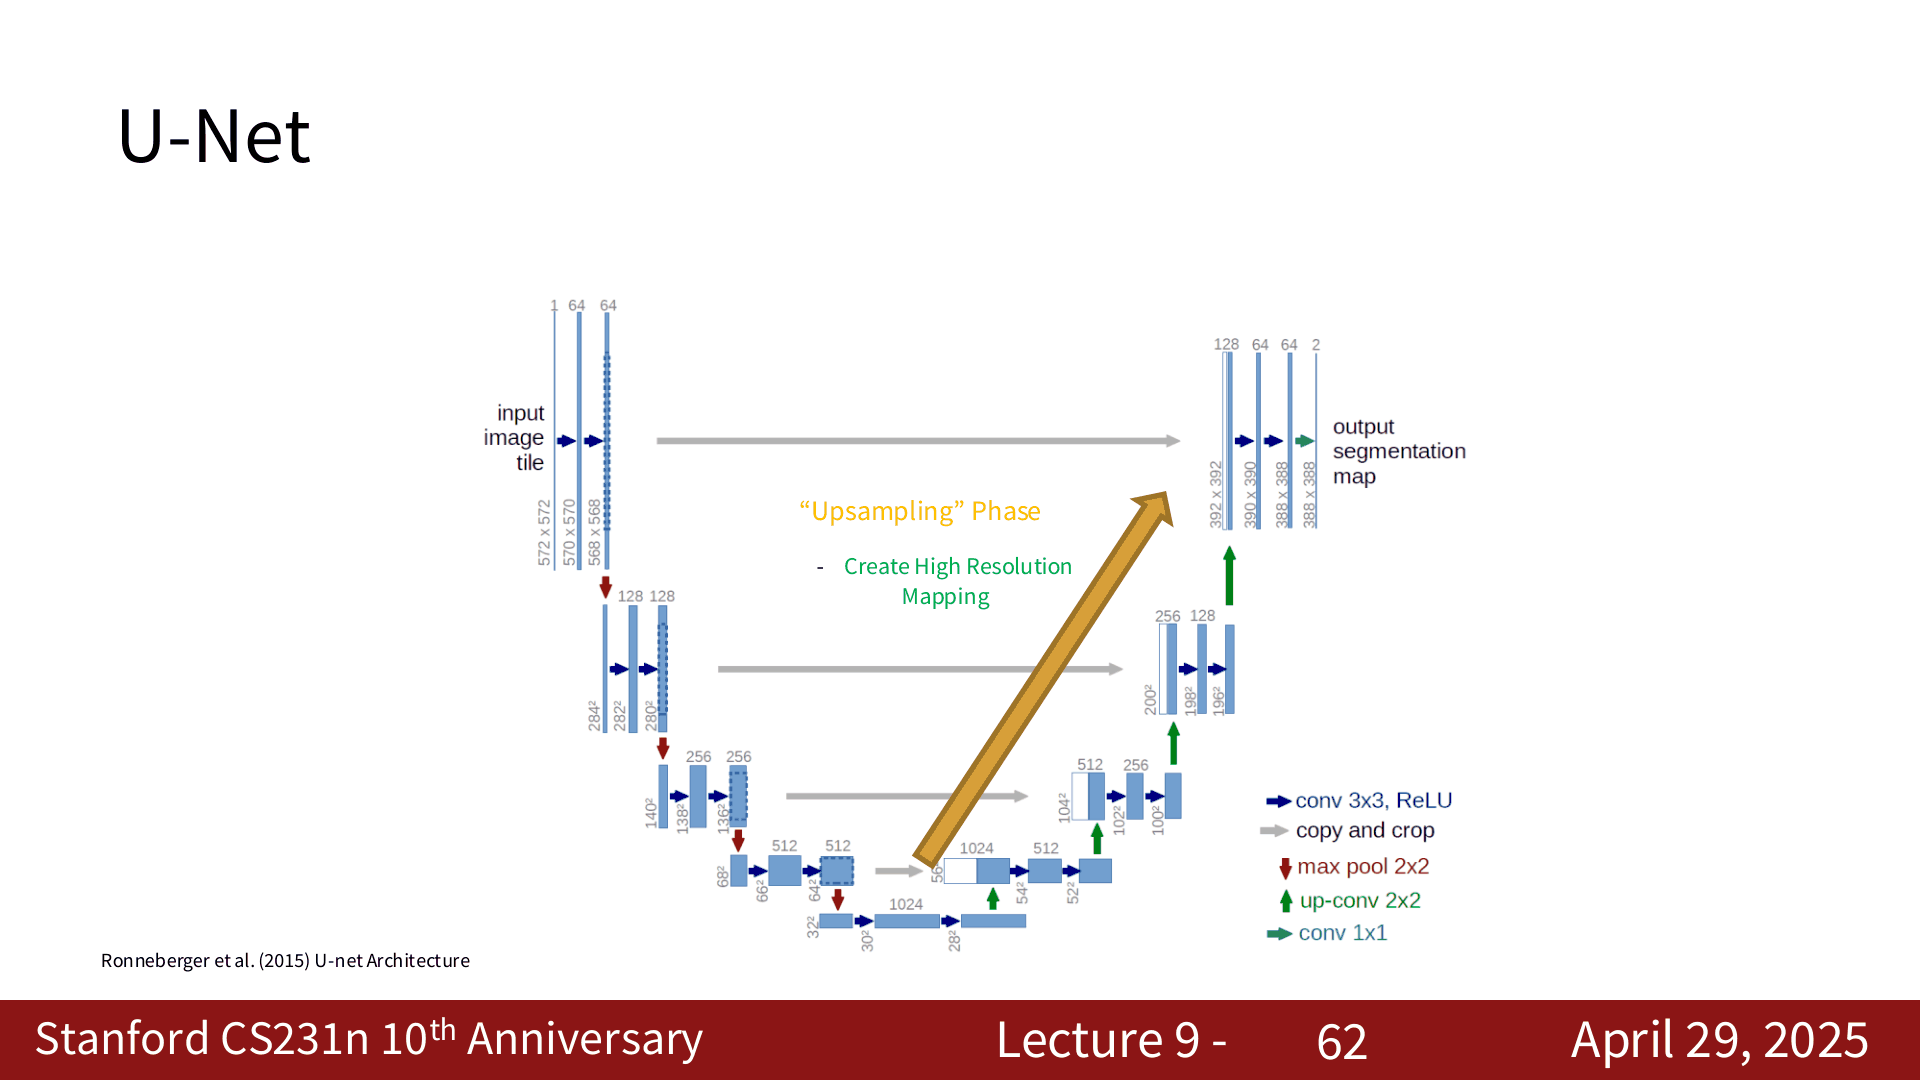 U-Net
1 64 64
572 x 572
570 x 570
568 x 568
input
image
tile
128 64 64 2
392 x 392
390 x 390
388 x 388
388 x 388
output
segmentation
map
“Upsampling” Phase
- Create High Resolution
Mapping
128 128
284²
282²
280²
256 128
200²
198²
196²
256 256
140²
138²
136²
512 256
104²
102²
100²
512 512
68²
66²
64²
1024 512
54²
52²
1024
32²
30²
28²
conv 3x3, ReLU
copy and crop
max pool 2x2
up-conv 2x2
conv 1x1
Ronneberger et al. (2015) U-net Architecture
Stanford CS231n 10th Anniversary
Lecture 9 - 62
April 29, 2025